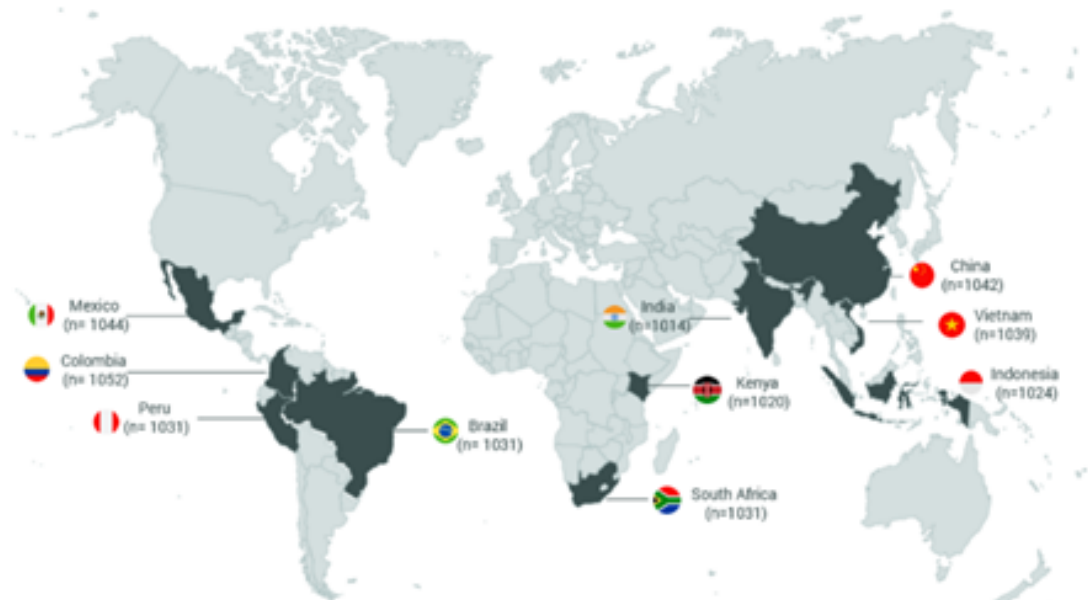 Mexico
(n= 1044)
Colombia
(n= 1052)
Peru
(n= 1031)
Brazil
(n= 1031)
India
(n=1014)
Kenya
(n=1020)
South Africa
(n=1031)
China
(n=1042)
Vietnam
(n=1039)
Indonesia
(n=1024)